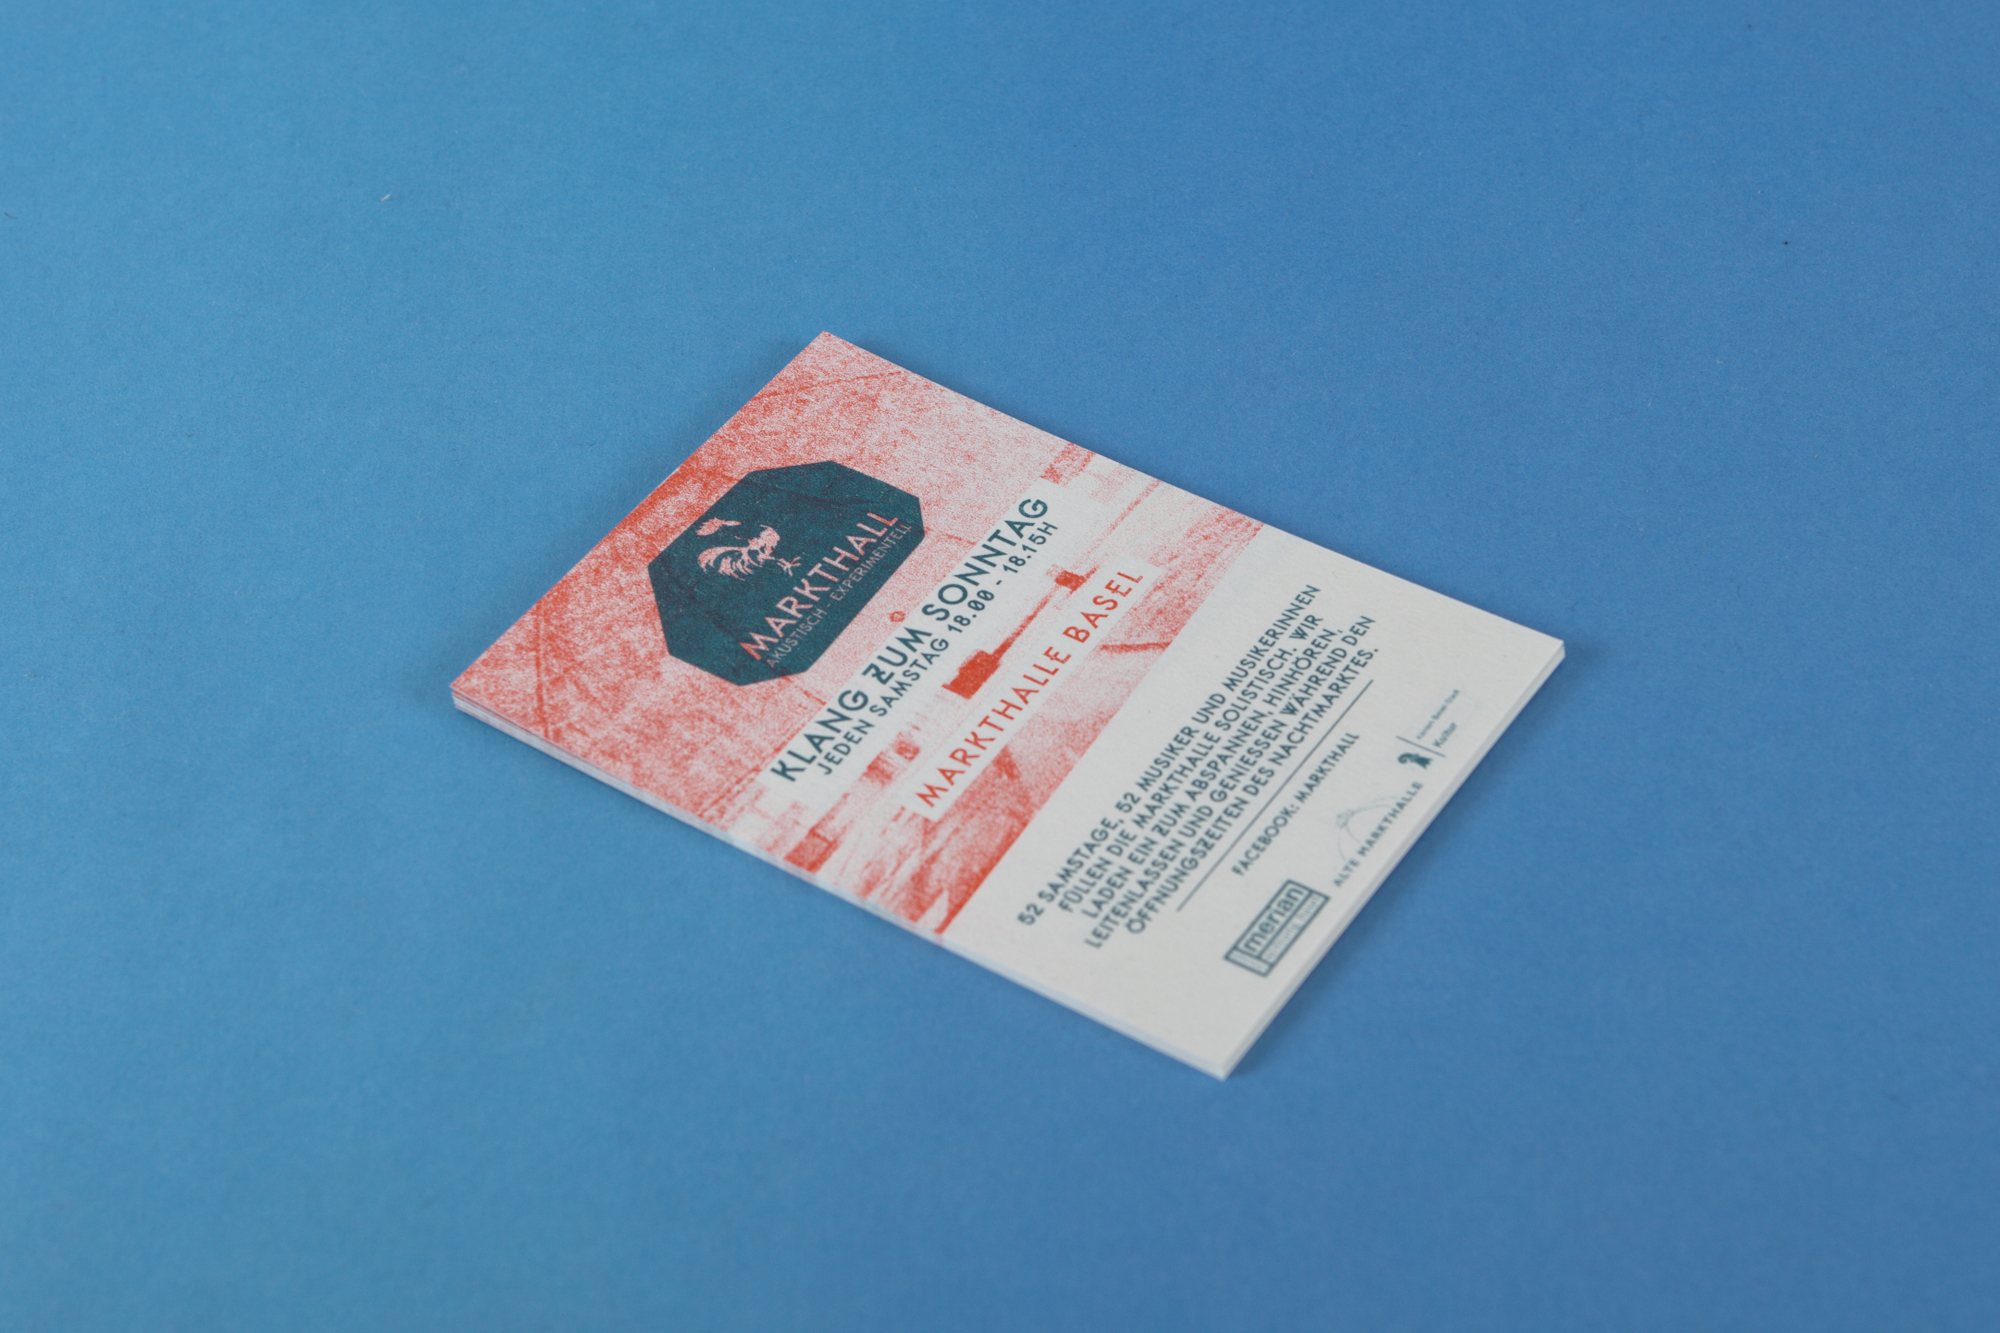 MARKTHALL
AKUSTISCH - EXPERIMENTELL
KLANG ZUM SONNTAG
JEDEN SAMSTAG 18.00 - 18.15H
MARKTHALLE BASEL
52 SAMSTAGE, 52 MUSIKER UND MUSIKERINNEN
FÜLLEN DIE MARKTHALLE SOLISTISCH. WIR
LADEN EIN ZUM ABSPANNEN, HINHÖREN,
LEITENLASSEN UND GENIESSEN WÄHREND DEN
ÖFFNUNGSZEITEN DES NACHTMARKTES.
FACEBOOK: MARKTHALL
merian
ALTE MARKTHALLE
Kultur